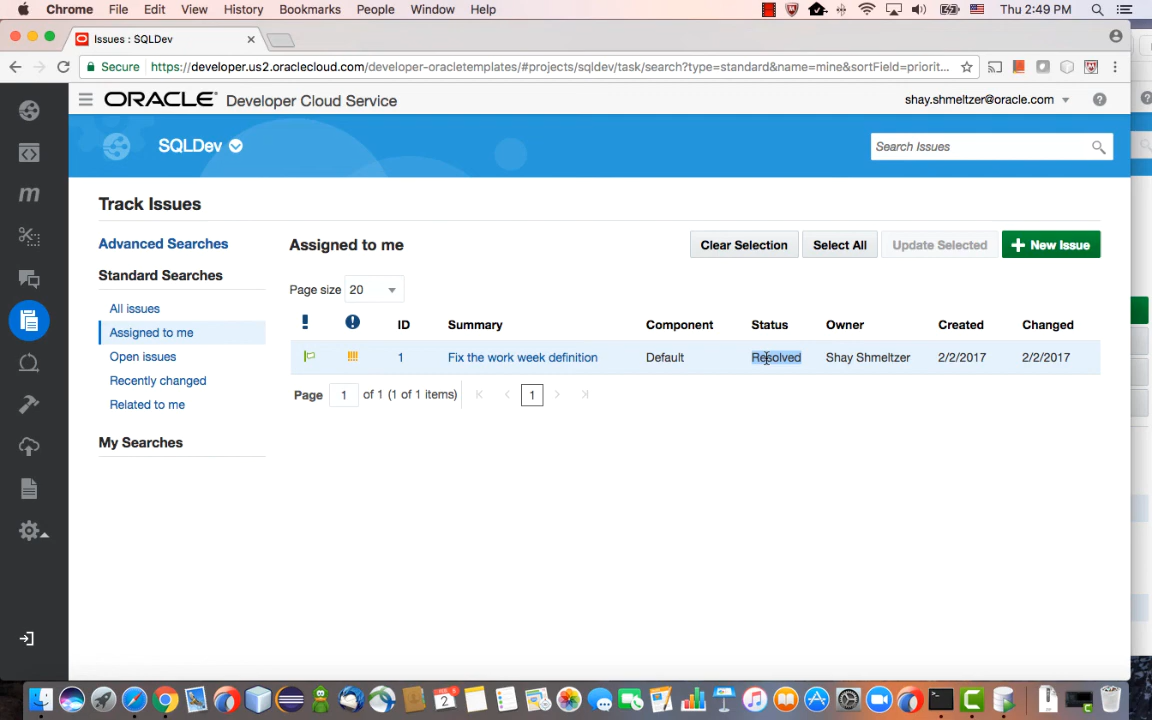 Chrome File Edit View History Bookmarks People Window Help Thu 2:49 PM
Issues : SQLDev
Secure https://developer.us2.oraclecloud.com/developer-oracletemplates/#projects/sqldev/task/search?type=standard&name=mine&sortField=priorit...
ORACLE® Developer Cloud Service shay.shmeltzer@oracle.com
SQLDev Search Issues
Track Issues
Advanced Searches
Standard Searches
All issues
Assigned to me
Open issues
Recently changed
Related to me
My Searches
Assigned to me Clear Selection Select All Update Selected New Issue
Page size 20
ID Summary Component Status Owner Created Changed
1 Fix the work week definition Default Resolved Shay Shmeltzer 2/2/2017 2/2/2017
Page 1 of 1 (1 of 1 items) 1
m
2